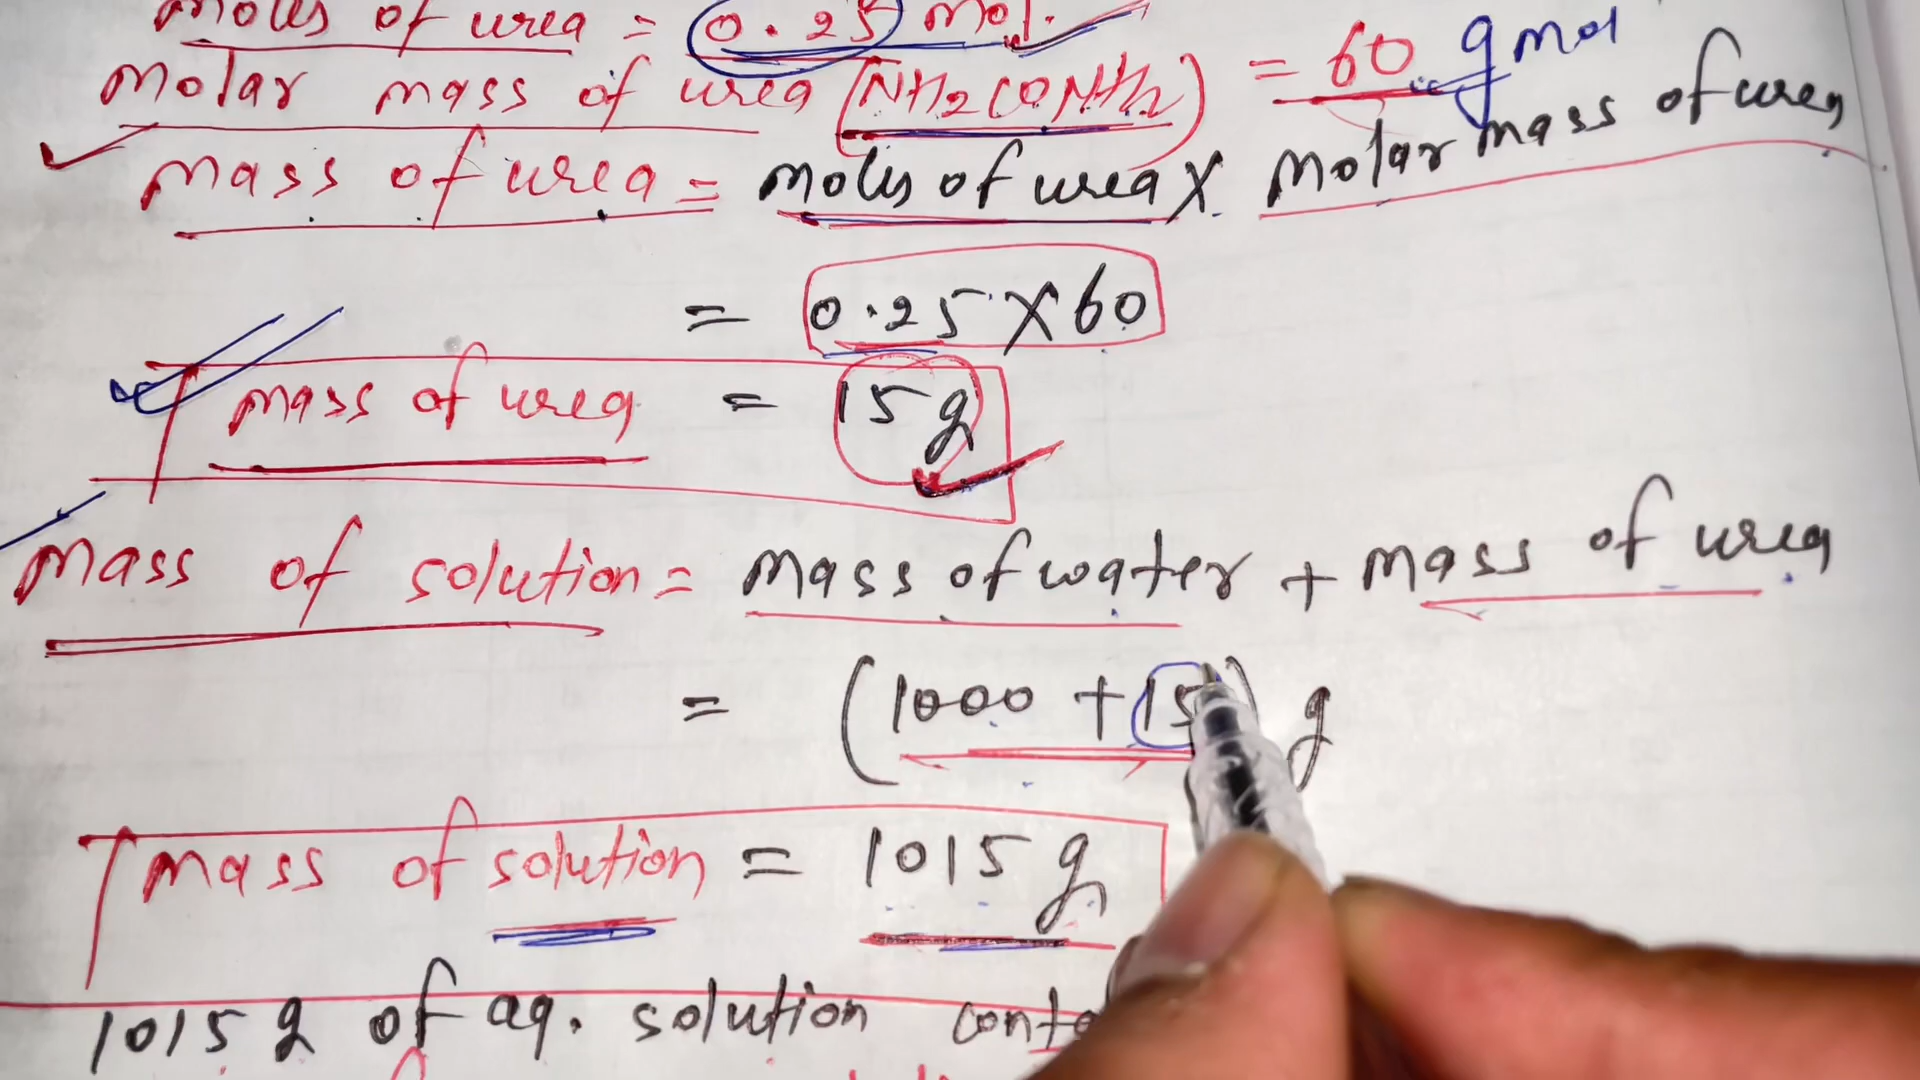 moles of urea = 0.25 mol.
Molar mass of urea (NH2CONH2) = 60 g mol
mass of urea = moles of urea X Molar mass of urea
= 0.25 X 60
mass of urea = 15 g
Mass of solution = Mass of water + Mass of urea
= (1000 + 15) g
Mass of solution = 1015 g
1015 g of aq. solution